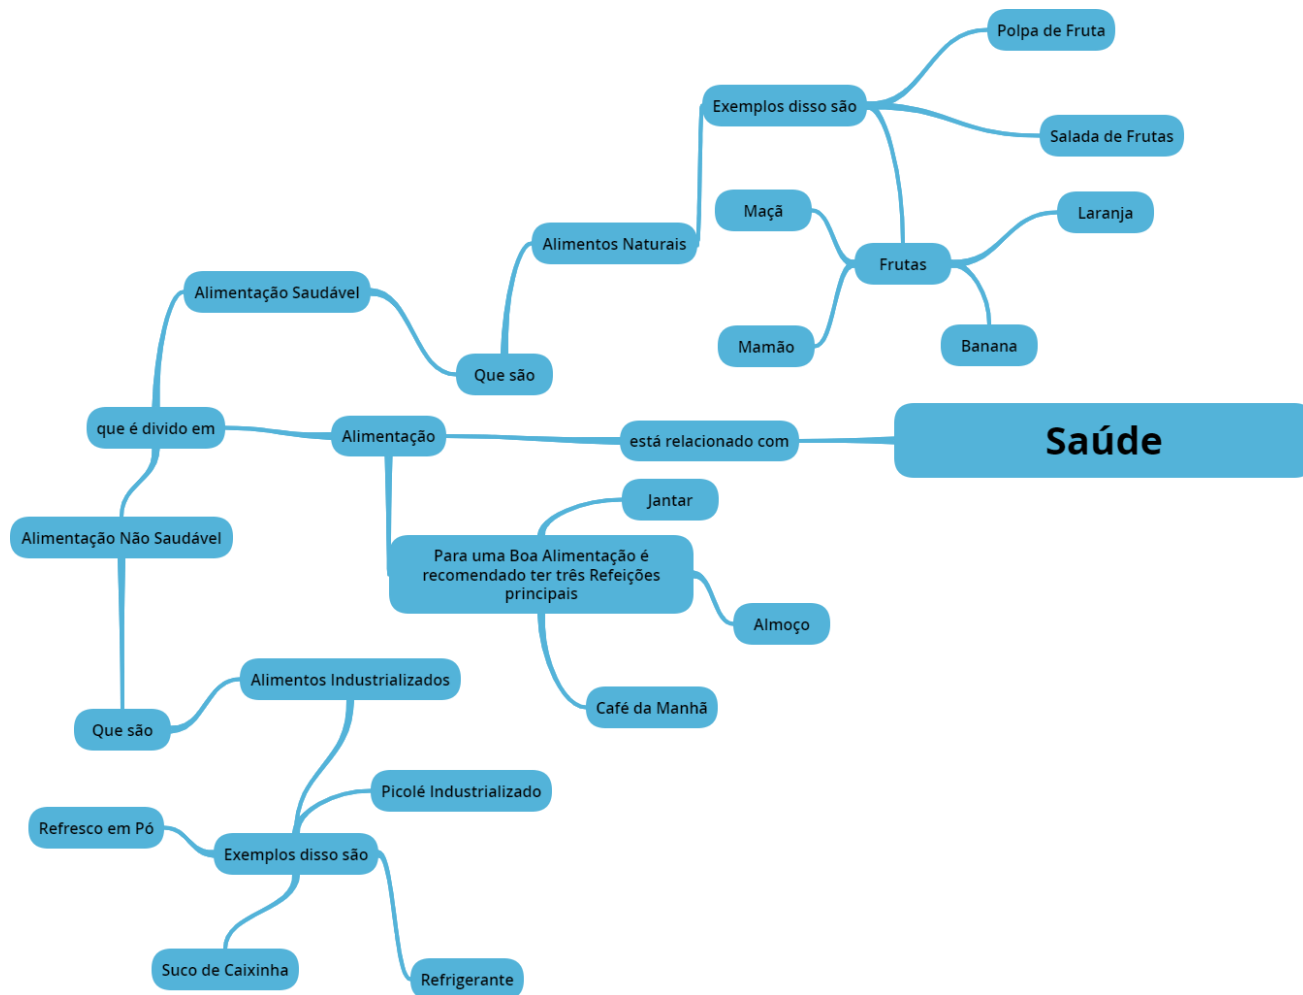 Polpa de Fruta
Exemplos disso são
Salada de Frutas
Maçã
Laranja
Alimentos Naturais
Frutas
Alimentação Saudável
Mamão
Banana
Que são
que é divido em
Alimentação
está relacionado com
Saúde
Jantar
Alimentação Não Saudável
Para uma Boa Alimentação é
recomendado ter três Refeições
principais
Almoço
Alimentos Industrializados
Café da Manhã
Que são
Picolé Industrializado
Refresco em Pó
Exemplos disso são
Suco de Caixinha
Refrigerante